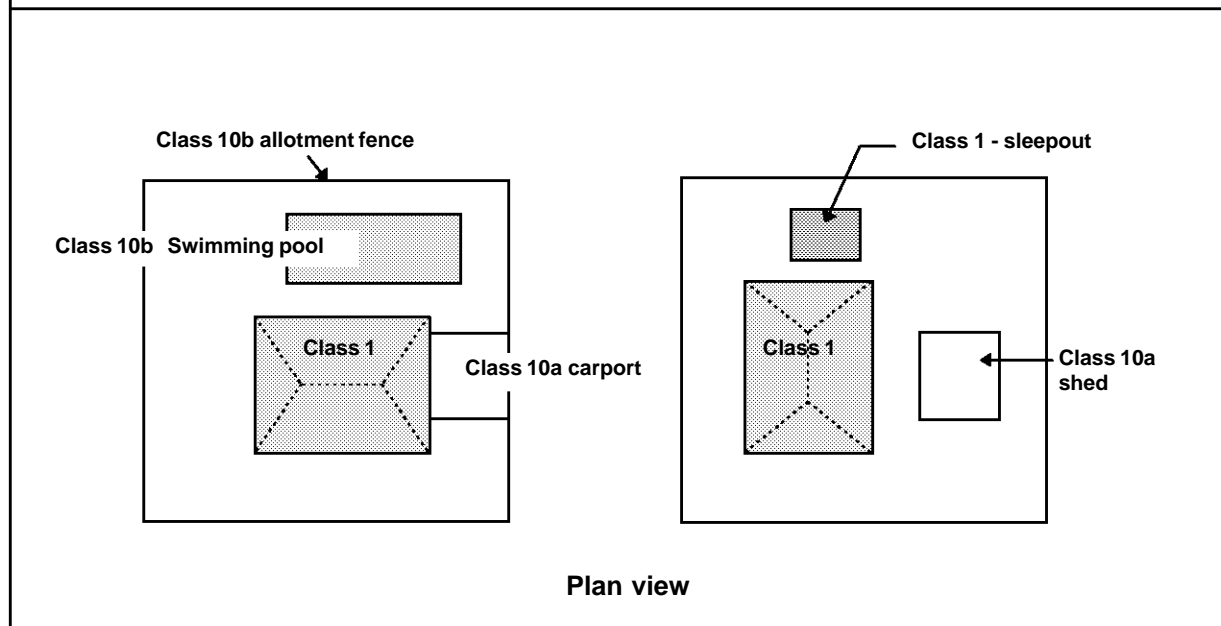 Class 10b allotment fence
Class 10b Swimming pool
Class 1
Class 10a carport
Class 1 - sleepout
Class 1
Class 10a
shed
Plan view